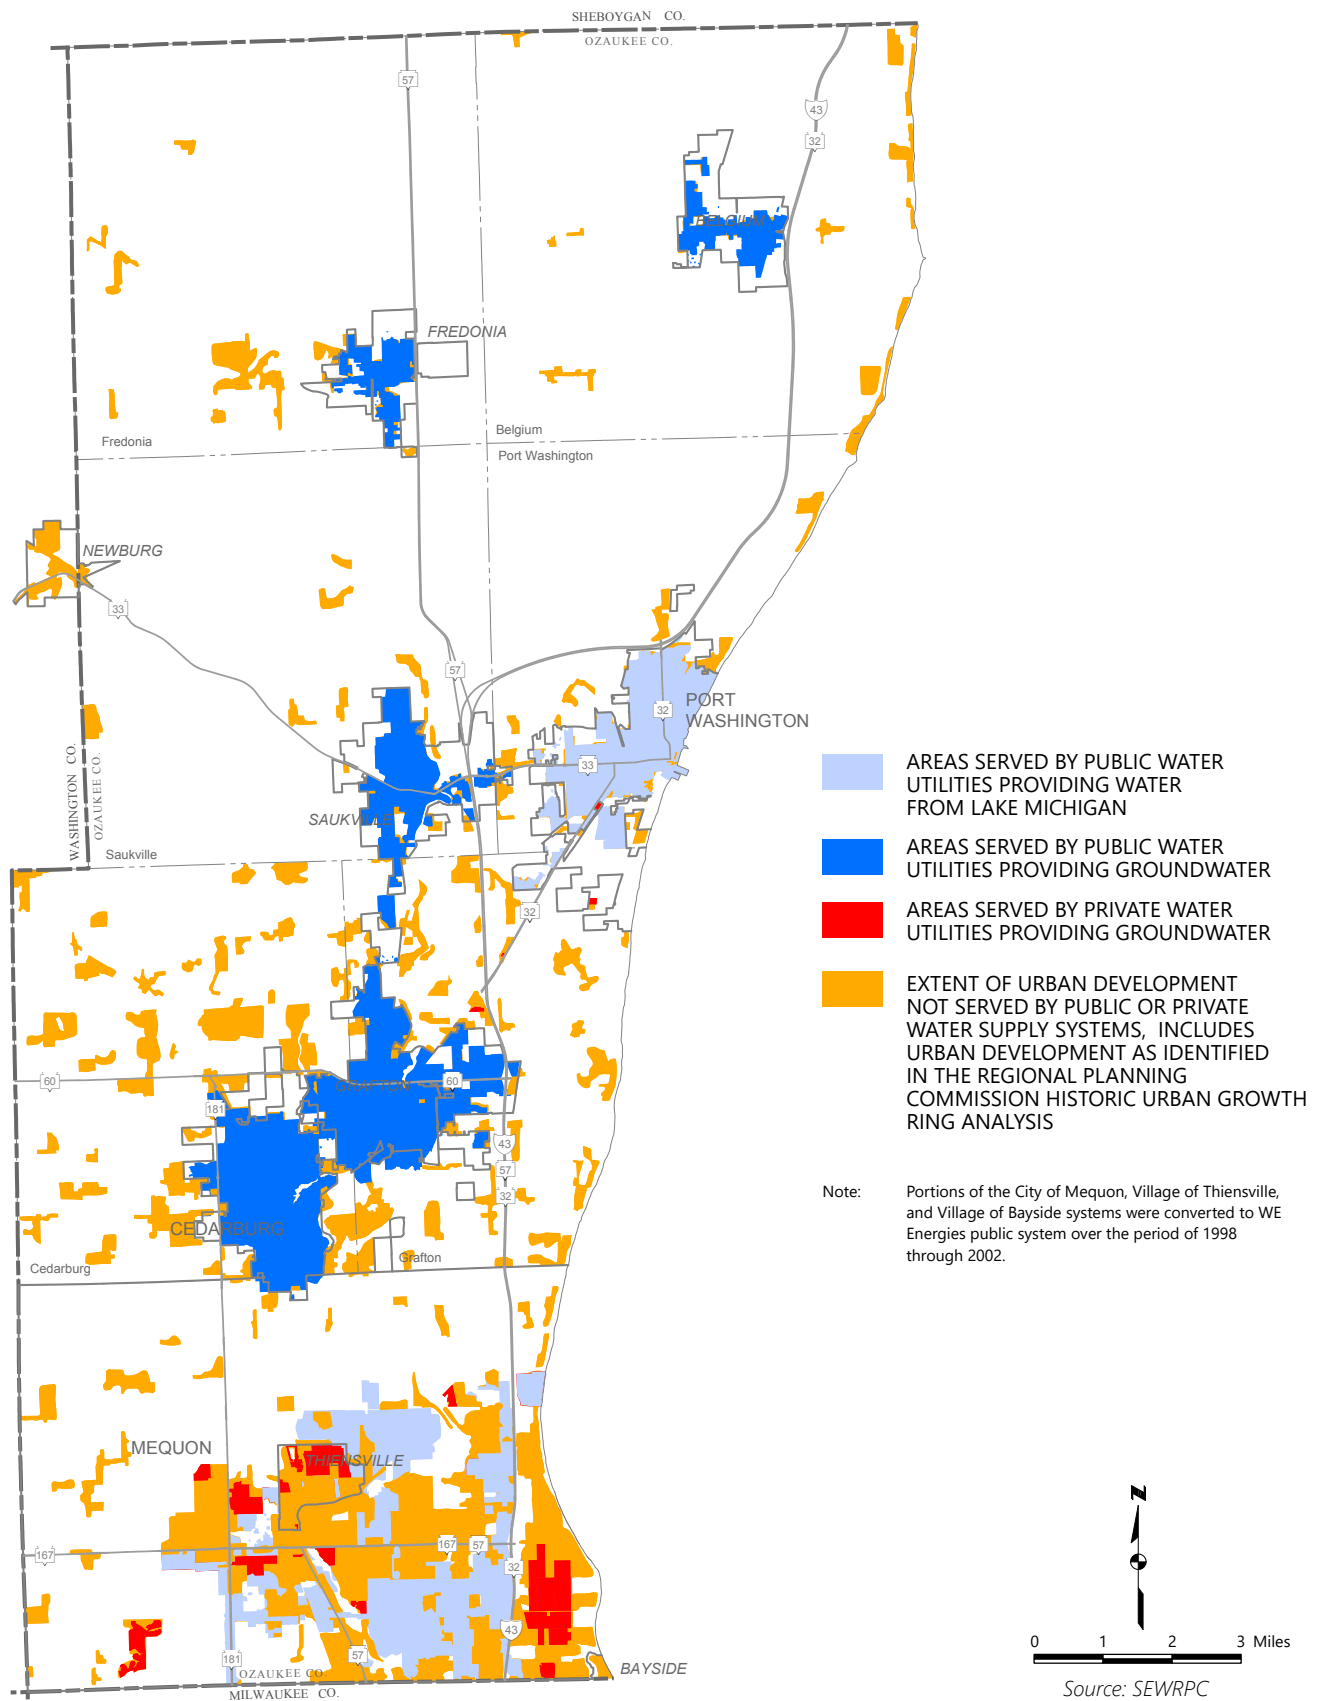 SHEBOYGAN CO.
OZAUKEE CO.
57
43
32
BELGIUM
FREDONIA
Fredonia
Belgium
Port Washington
NEWBURG
33
57
32
PORT
WASHINGTON
33
WASHINGTON CO.
OZAUKEE CO.
SAUKVILLE
Saukville
32
60
GRAFTON
60
181
43
57
32
CEDARBURG
Cedarburg
Grafton
MEQUON
THIENSVILLE
167
167
57
32
43
181
57
OZAUKEE CO.
MILWAUKEE CO.
BAYSIDE
AREAS SERVED BY PUBLIC WATER
UTILITIES PROVIDING WATER
FROM LAKE MICHIGAN
AREAS SERVED BY PUBLIC WATER
UTILITIES PROVIDING GROUNDWATER
AREAS SERVED BY PRIVATE WATER
UTILITIES PROVIDING GROUNDWATER
EXTENT OF URBAN DEVELOPMENT
NOT SERVED BY PUBLIC OR PRIVATE
WATER SUPPLY SYSTEMS, INCLUDES
URBAN DEVELOPMENT AS IDENTIFIED
IN THE REGIONAL PLANNING
COMMISSION HISTORIC URBAN GROWTH
RING ANALYSIS
Note: Portions of the City of Mequon, Village of Thiensville,
and Village of Bayside systems were converted to WE
Energies public system over the period of 1998
through 2002.
N
0 1 2 3 Miles
Source: SEWRPC